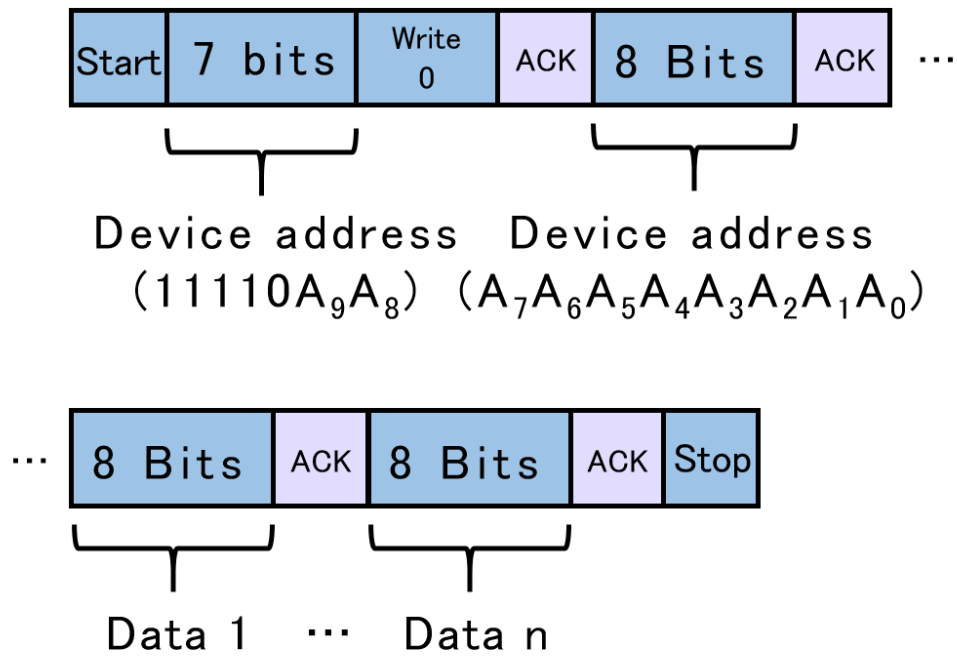 Start 7 bits Write 0 ACK 8 Bits ACK …
Device address Device address
(11110A₉A₈) (A₇A₆A₅A₄A₃A₂A₁A₀)
… 8 Bits ACK 8 Bits ACK Stop
Data 1 … Data n